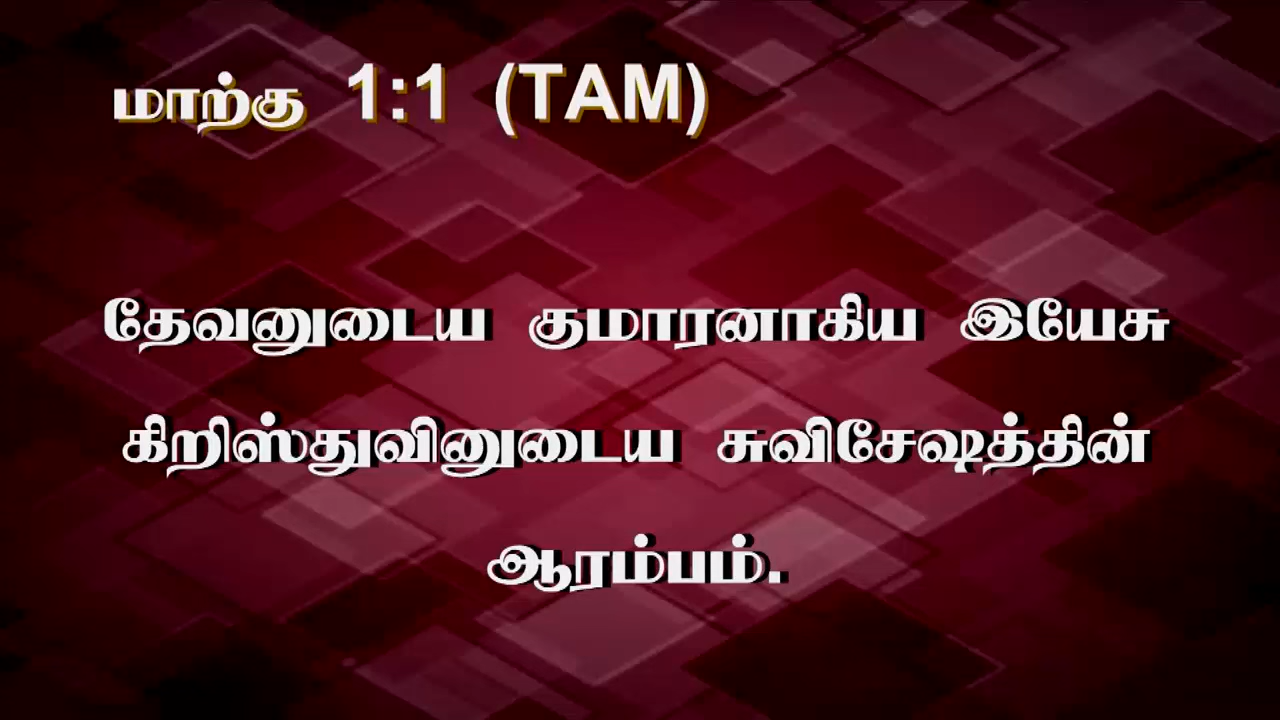 மாற்கு 1:1 (TAM)
தேவனுடைய குமாரனாகிய இயேசு
கிறிஸ்துவினுடைய சுவிசேஷத்தின்
ஆரம்பம்.